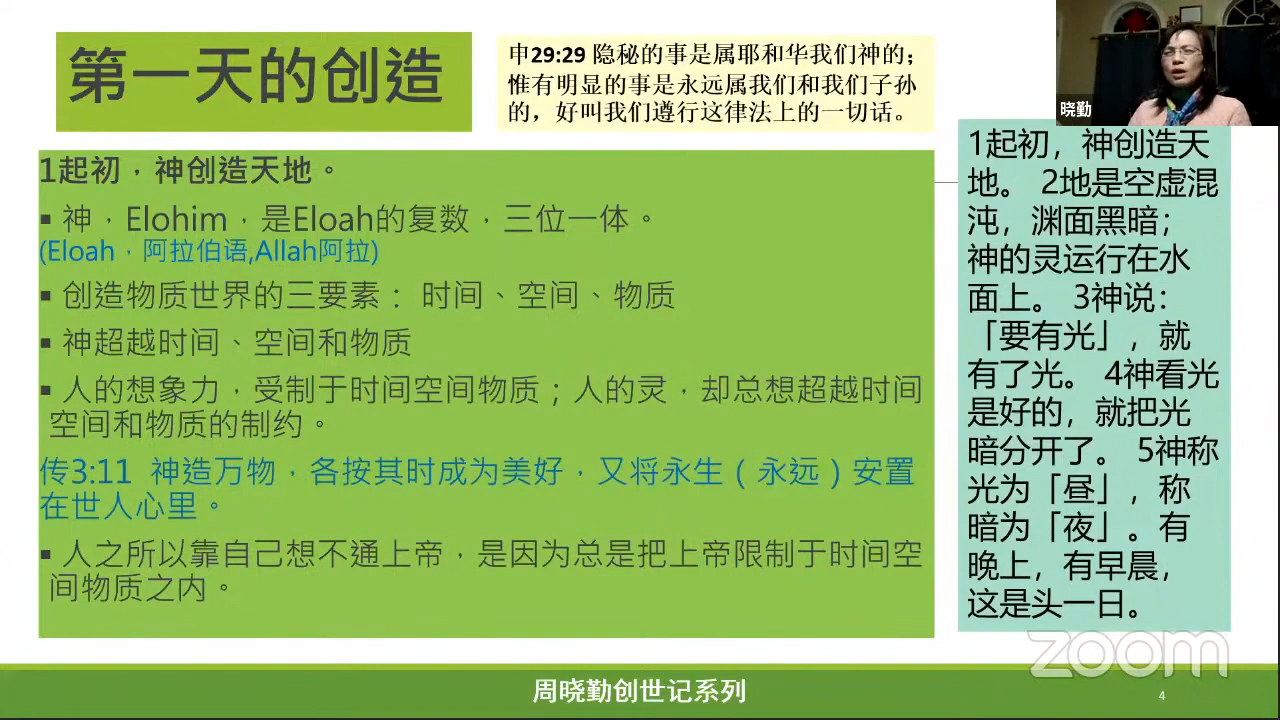 第一天的创造
申29:29 隐秘的事是属耶和华我们神的；
惟有明显的事是永远属我们和我们子孙
的，好叫我们遵行这律法上的一切话。
晓勤
1起初，神创造天地。
▪ 神，Elohim，是Eloah的复数，三位一体。
(Eloah，阿拉伯语,Allah阿拉)
▪ 创造物质世界的三要素： 时间、空间、物质
▪ 神超越时间、空间和物质
▪ 人的想象力，受制于时间空间物质；人的灵，却总想超越时间
空间和物质的制约。
传3:11 神造万物，各按其时成为美好，又将永生（永远）安置
在世人心里。
▪ 人之所以靠自己想不通上帝，是因为总是把上帝限制于时间空
间物质之内。
1起初，神创造天
地。 2地是空虚混
沌，渊面黑暗；
神的灵运行在水
面上。 3神说：
「要有光」，就
有了光。 4神看光
是好的，就把光
暗分开了。 5神称
光为「昼」，称
暗为「夜」。有
晚上，有早晨，
这是头一日。
zoom
周晓勤创世记系列
4